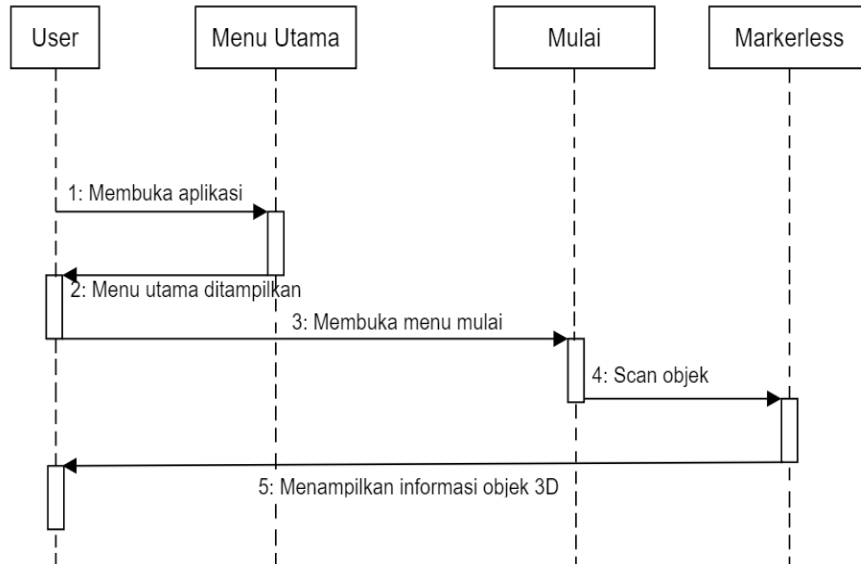 User
Menu Utama
Mulai
Markerless
1: Membuka aplikasi
2: Menu utama ditampilkan
3: Membuka menu mulai
4: Scan objek
5: Menampilkan informasi objek 3D